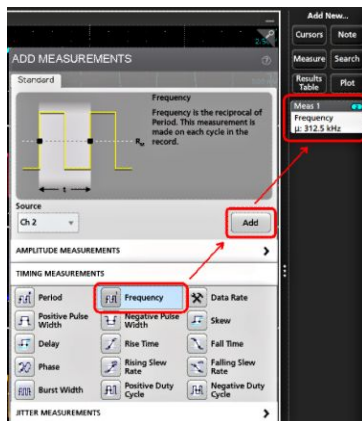 ADD MEASUREMENTS
Standard
Frequency
Frequency is the reciprocal of
Period. This measurement is
made on each cycle in the
record.
t
Source
Ch 2
Add
AMPLITUDE MEASUREMENTS
TIMING MEASUREMENTS
Period
Frequency
Data Rate
Positive Pulse
Width
Negative Pulse
Width
Skew
Delay
Rise Time
Fall Time
Phase
Rising Slew
Rate
Falling Slew
Rate
Burst Width
Positive Duty
Cycle
Negative Duty
Cycle
JITTER MEASUREMENTS
Add New...
Cursors
Note
Measure
Search
Results
Table
Plot
Meas 1
2
Frequency
µ: 312.5 kHz